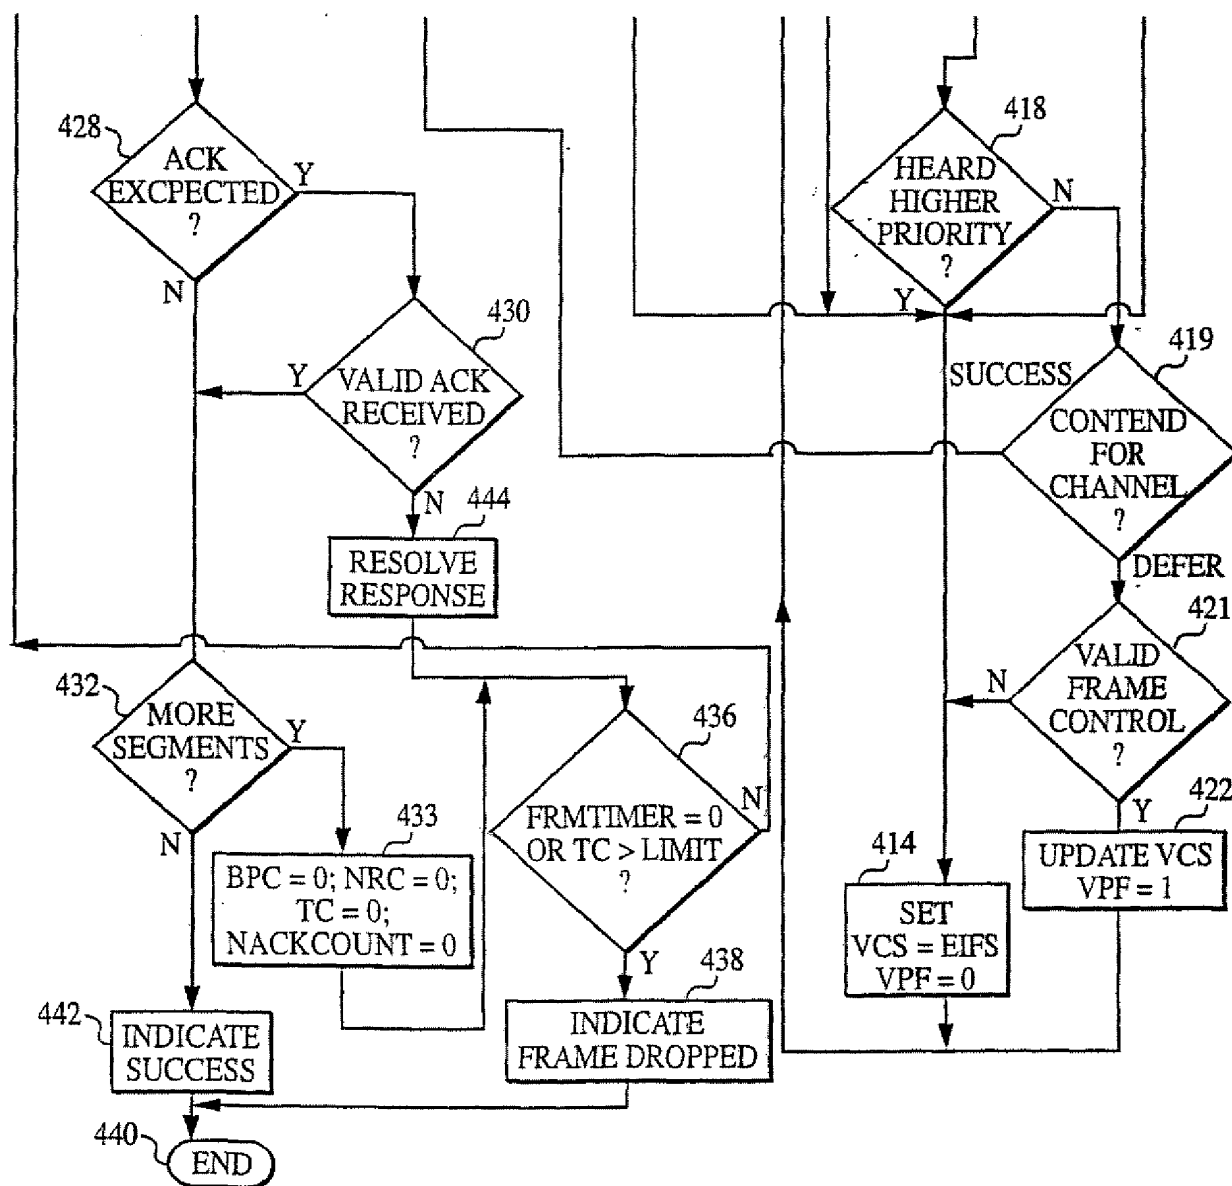 428
ACK
EXCPECTED
?
Y
N
418
HEARD
HIGHER
PRIORITY
?
N
Y
430
VALID ACK
RECEIVED
?
Y
N
419
SUCCESS
CONTEND
FOR
CHANNEL
?
DEFER
444
RESOLVE
RESPONSE
421
VALID
FRAME
CONTROL
?
N
Y
432
MORE
SEGMENTS
?
Y
N
436
FRMTIMER = 0
OR TC > LIMIT
?
N
Y
433
BPC = 0; NRC = 0;
TC = 0;
NACKCOUNT = 0
422
UPDATE VCS
VPF = 1
414
SET
VCS = EIFS
VPF = 0
442
INDICATE
SUCCESS
438
INDICATE
FRAME DROPPED
440
END